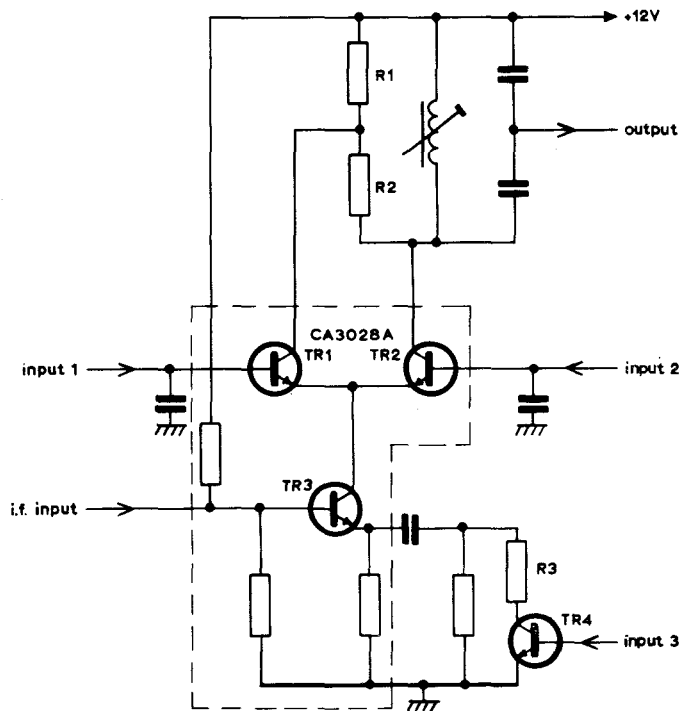 +12V
R1
output
R2
CA3028A
TR1
TR2
input 1
input 2
TR3
i.f. input
R3
TR4
input 3